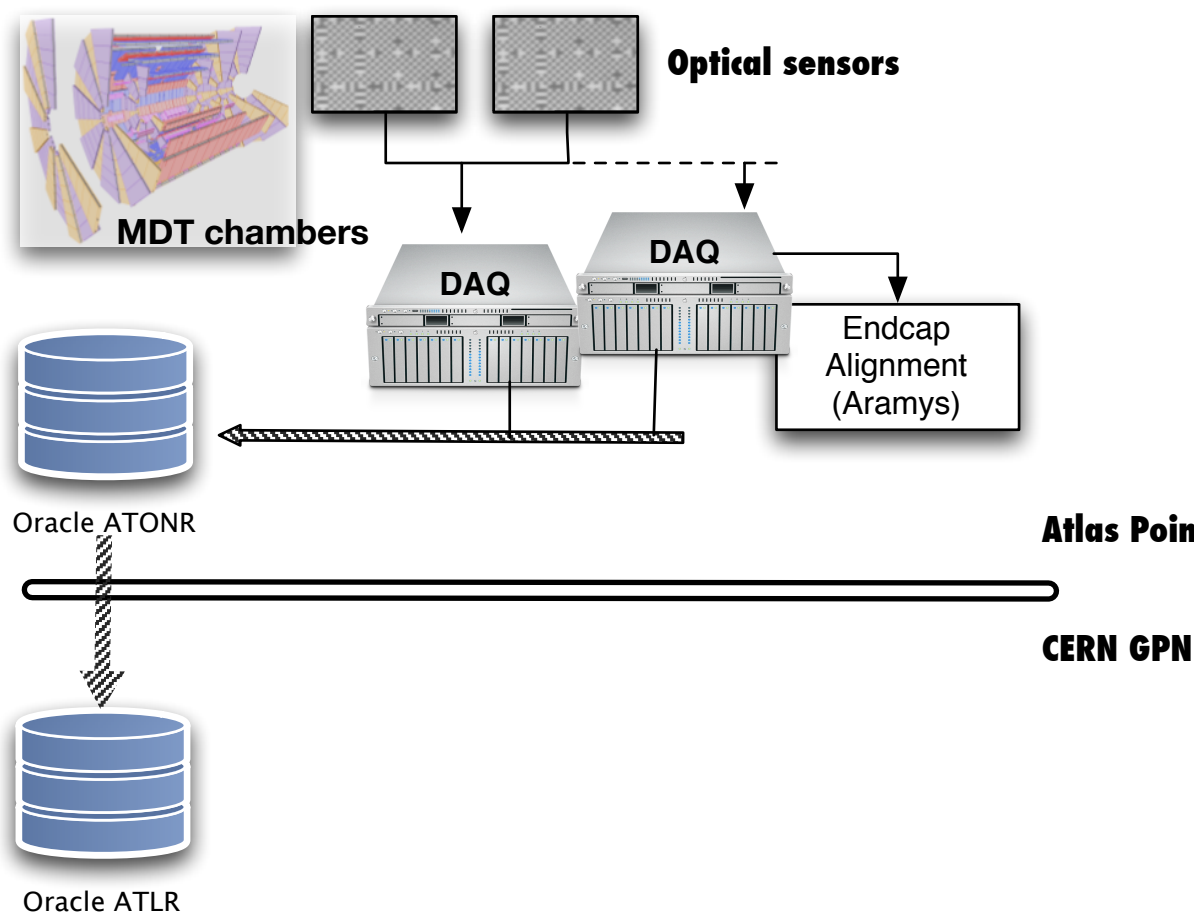 Optical sensors
MDT chambers
DAQ
DAQ
Endcap
Alignment
(Aramys)
Oracle ATONR
Atlas Poin
CERN GPN
Oracle ATLR